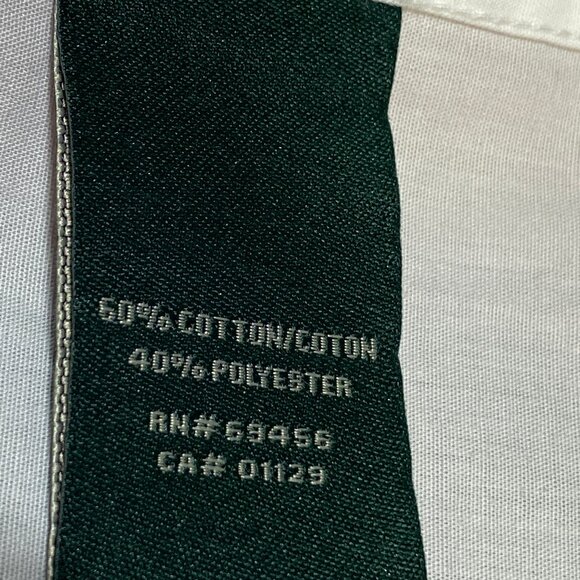 60% COTTON/COTON
40% POLYESTER
RN# 69456
CA# 01129